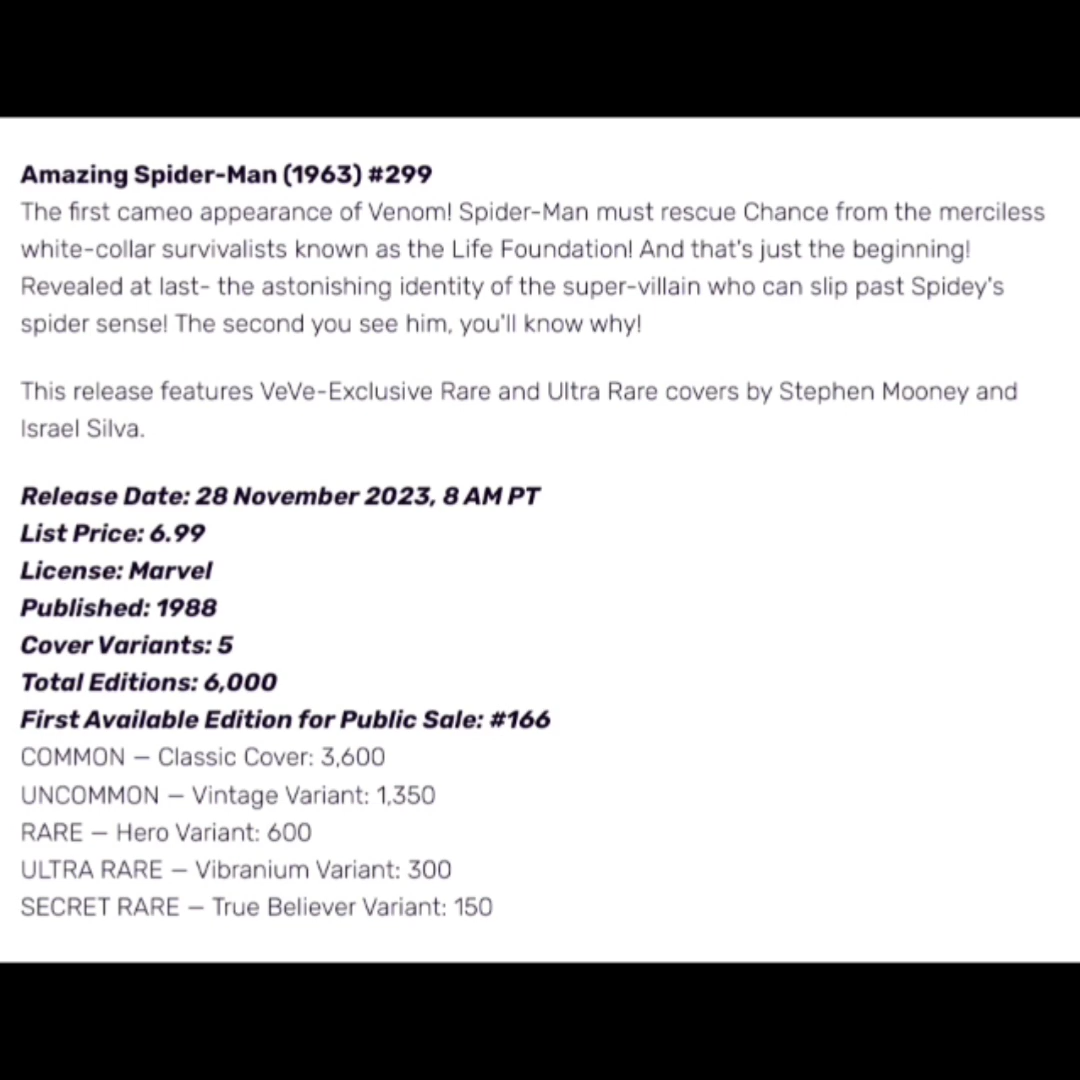 Amazing Spider-Man (1963) #299
The first cameo appearance of Venom! Spider-Man must rescue Chance from the merciless
white-collar survivalists known as the Life Foundation! And that's just the beginning!
Revealed at last- the astonishing identity of the super-villain who can slip past Spidey's
spider sense! The second you see him, you'll know why!
This release features VeVe-Exclusive Rare and Ultra Rare covers by Stephen Mooney and
Israel Silva.
Release Date: 28 November 2023, 8 AM PT
List Price: 6.99
License: Marvel
Published: 1988
Cover Variants: 5
Total Editions: 6,000
First Available Edition for Public Sale: #166
COMMON — Classic Cover: 3,600
UNCOMMON — Vintage Variant: 1,350
RARE — Hero Variant: 600
ULTRA RARE — Vibranium Variant: 300
SECRET RARE — True Believer Variant: 150